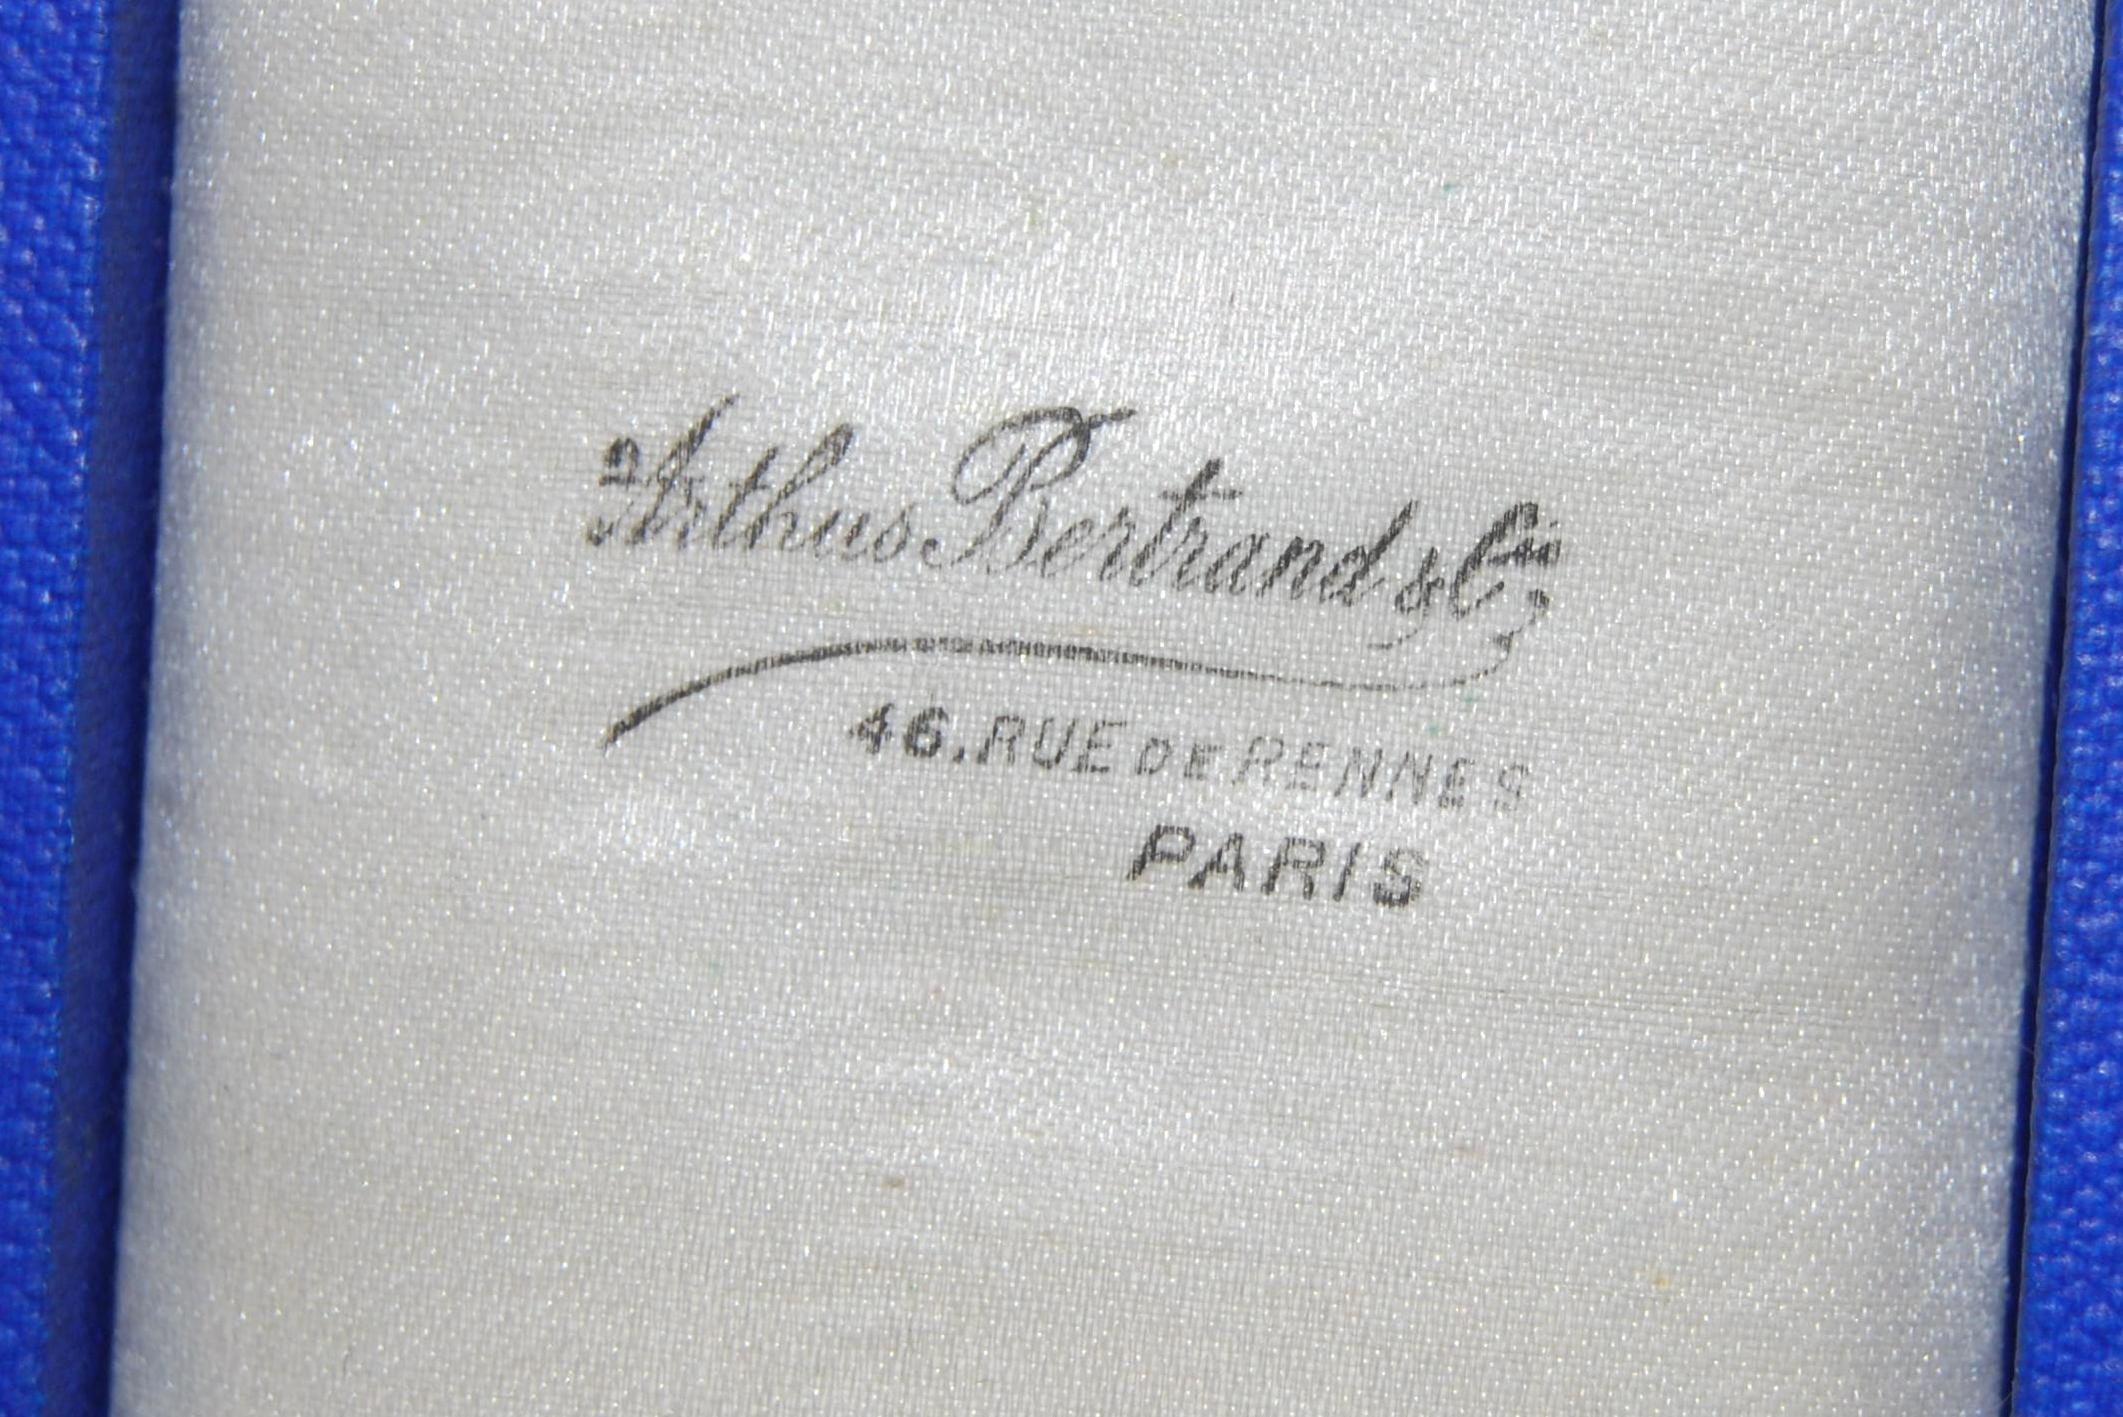 Arthus Bertrand & Cie
46. RUE DE RENNES
PARIS